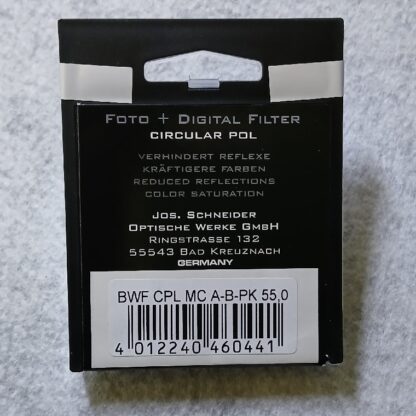 FOTO + DIGITAL FILTER
CIRCULAR POL
VERHINDERT REFLEXE
KRÄFTIGERE FARBEN
REDUCED REFLECTIONS
COLOR SATURATION
JOS. SCHNEIDER
OPTISCHE WERKE GMBH
RINGSTRASSE 132
55543 BAD KREUZNACH
GERMANY
BWF CPL MC A-B-PK 55,0
4 012240 460441